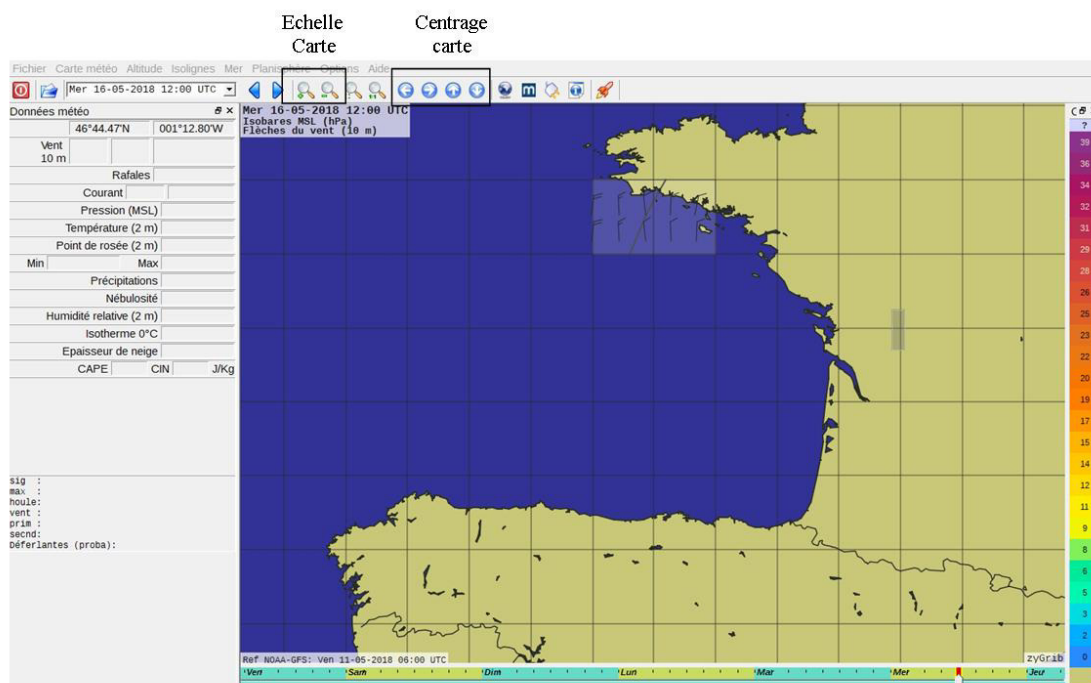 Echelle
Carte
Centrage
carte
Fichier Carte météo Altitude Isolignes Mer Planisphère Options Aide
Mer 16-05-2018 12:00 UTC
m
Données météo
46°44.47'N 001°12.80'W
Vent
10 m
Rafales
Courant
Pression (MSL)
Température (2 m)
Point de rosée (2 m)
Min Max
Précipitations
Nébulosité
Humidité relative (2 m)
Isotherme 0°C
Epaisseur de neige
CAPE CIN J/Kg
sig :
max :
houle:
vent :
prim :
secnd:
Déferlantes (proba):
Mer 16-05-2018 12:00 UTC
Isobares MSL (hPa)
Flèches du vent (10 m)
Ref NOAA-GFS: Ven 11-05-2018 06:00 UTC
zyGrib
Ven Sam Dim Lun Mar Mer Jeu
?
39
36
34
32
31
29
28
26
25
23
22
20
19
17
15
14
12
11
9
8
6
5
3
2
0